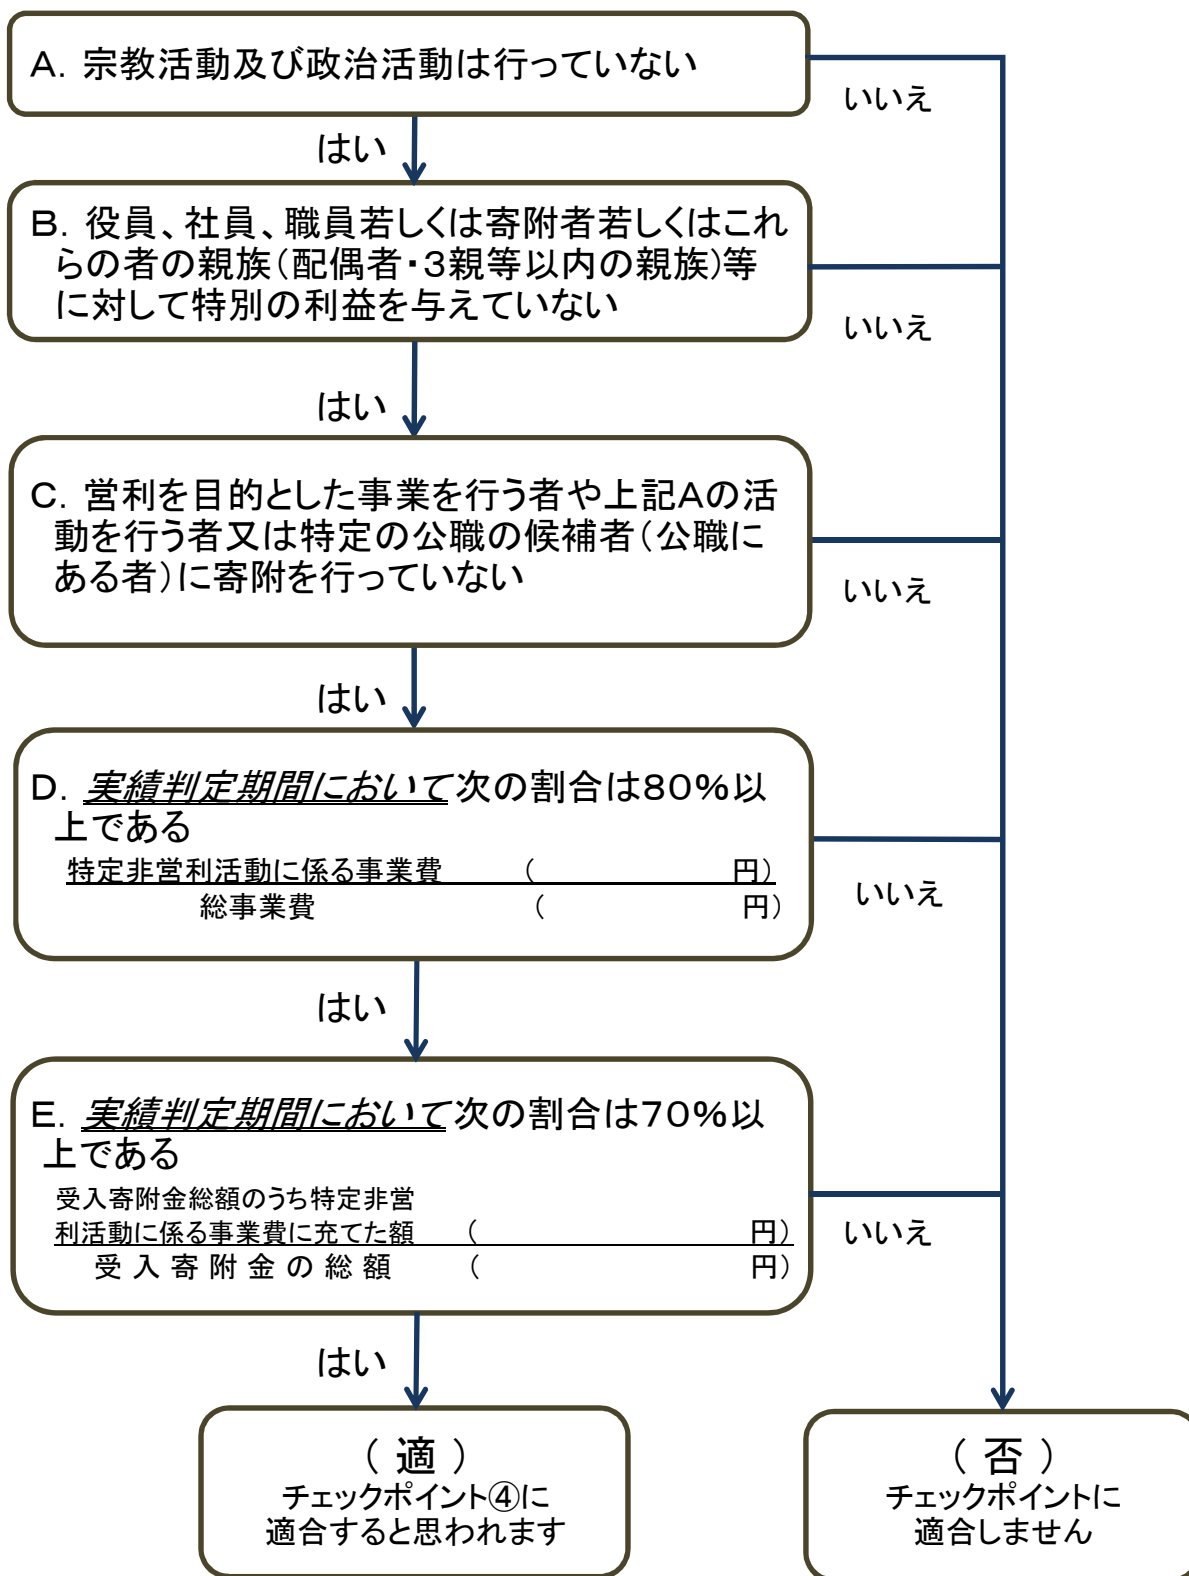 A．宗教活動及び政治活動は行っていない
いいえ
はい
B．役員、社員、職員若しくは寄附者若しくはこれ
らの者の親族（配偶者・３親等以内の親族）等
に対して特別の利益を与えていない
いいえ
はい
C．営利を目的とした事業を行う者や上記Aの活
動を行う者又は特定の公職の候補者（公職に
ある者）に寄附を行っていない
いいえ
はい
D．実績判定期間において次の割合は80％以
上である
特定非営利活動に係る事業費　（　　　　円）
総事業費　（　　　　円）
いいえ
はい
E．実績判定期間において次の割合は70％以
上である
受入寄附金総額のうち特定非営
利活動に係る事業費に充てた額　（　　　　円）
受 入 寄 附 金 の 総 額　（　　　　円）
いいえ
はい
（ 適 ）
チェックポイント④に
適合すると思われます
（ 否 ）
チェックポイントに
適合しません